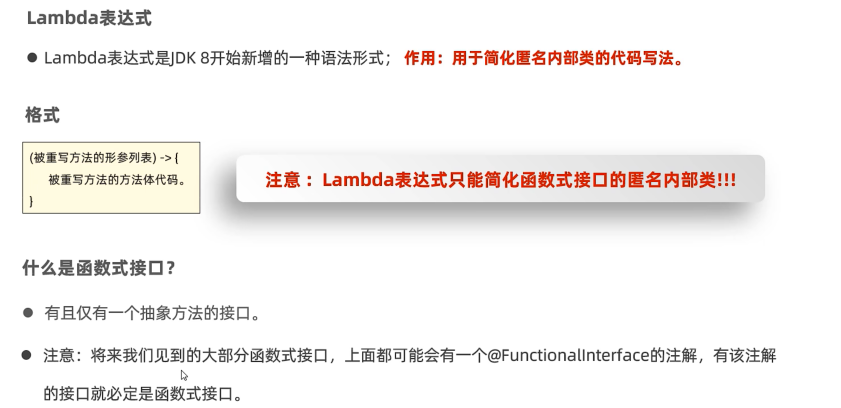 Lambda表达式
● Lambda表达式是JDK 8开始新增的一种语法形式；作用：用于简化匿名内部类的代码写法。
格式
(被重写方法的形参列表) -> {
被重写方法的方法体代码。
}
注意：Lambda表达式只能简化函数式接口的匿名内部类!!!
什么是函数式接口？
● 有且仅有一个抽象方法的接口。
● 注意：将来我们见到的大部分函数式接口，上面都可能会有一个@FunctionalInterface的注解，有该注解
的接口就必定是函数式接口。